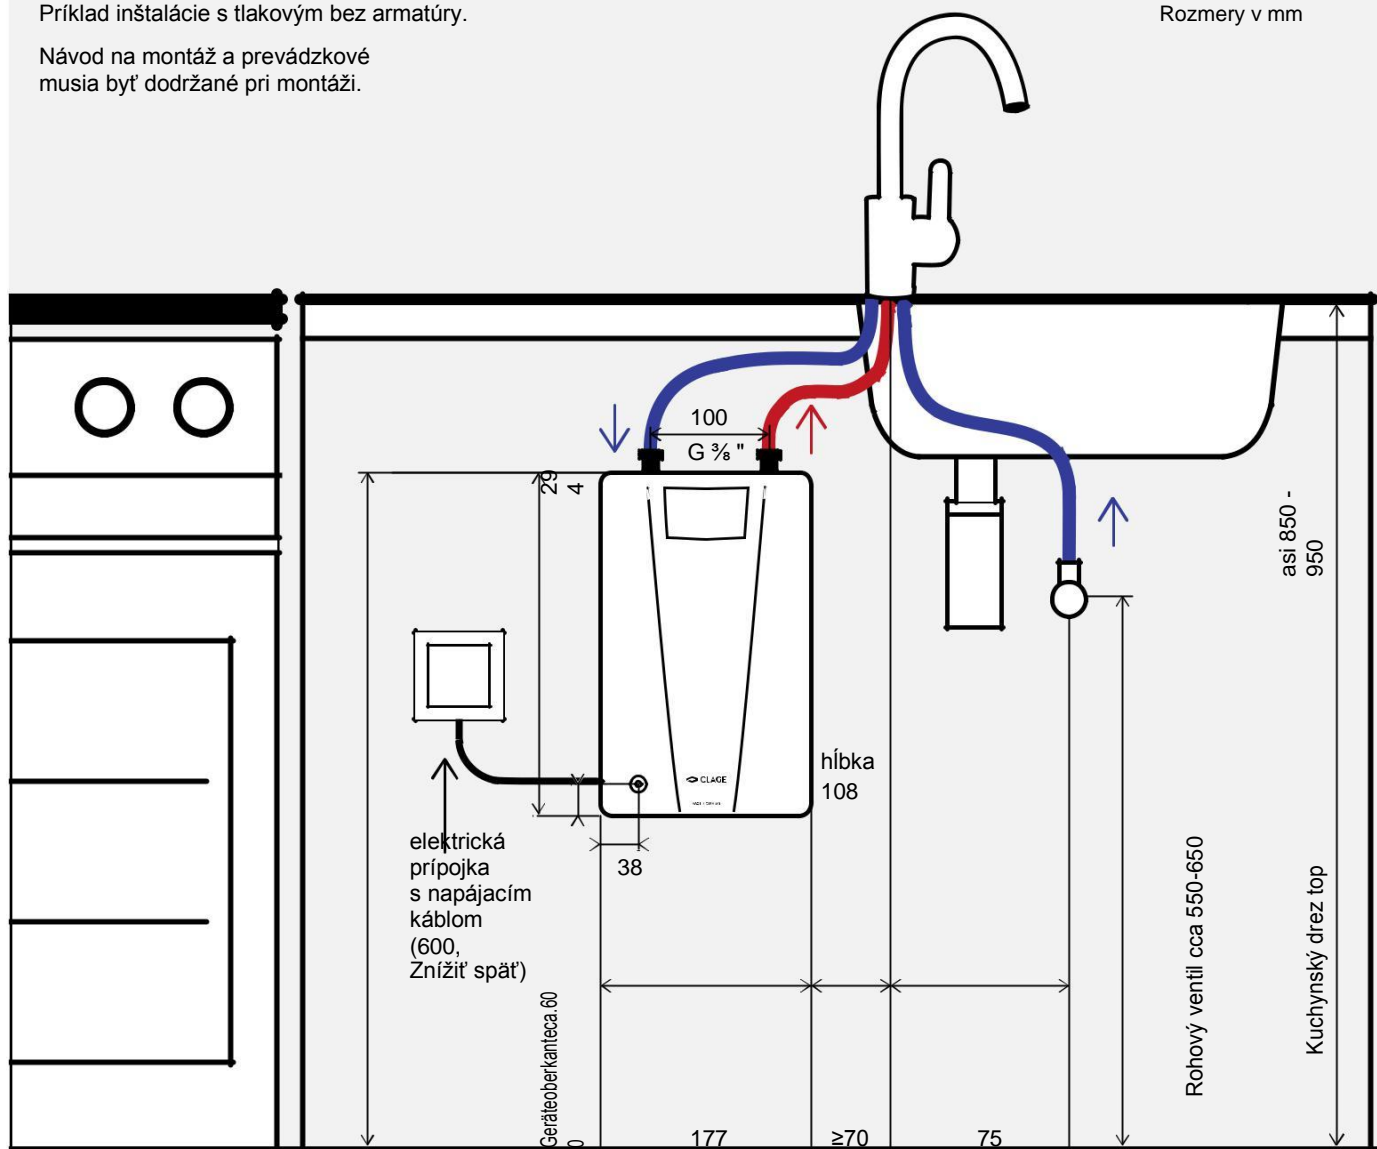 Príklad inštalácie s tlakovým bez armatúry.
Rozmery v mm
Návod na montáž a prevádzkové
musia byť dodržané pri montáži.
100
G ⅜ "
29
4
asi 850 -
950
hĺbka
108
CLAGE
elektrická
prípojka
s napájacím
káblom
(600,
Znížiť späť)
38
Rohový ventil cca 550-650
Kuchynský drez top
Geräteoberkanteca.60
0
177
≥70
75